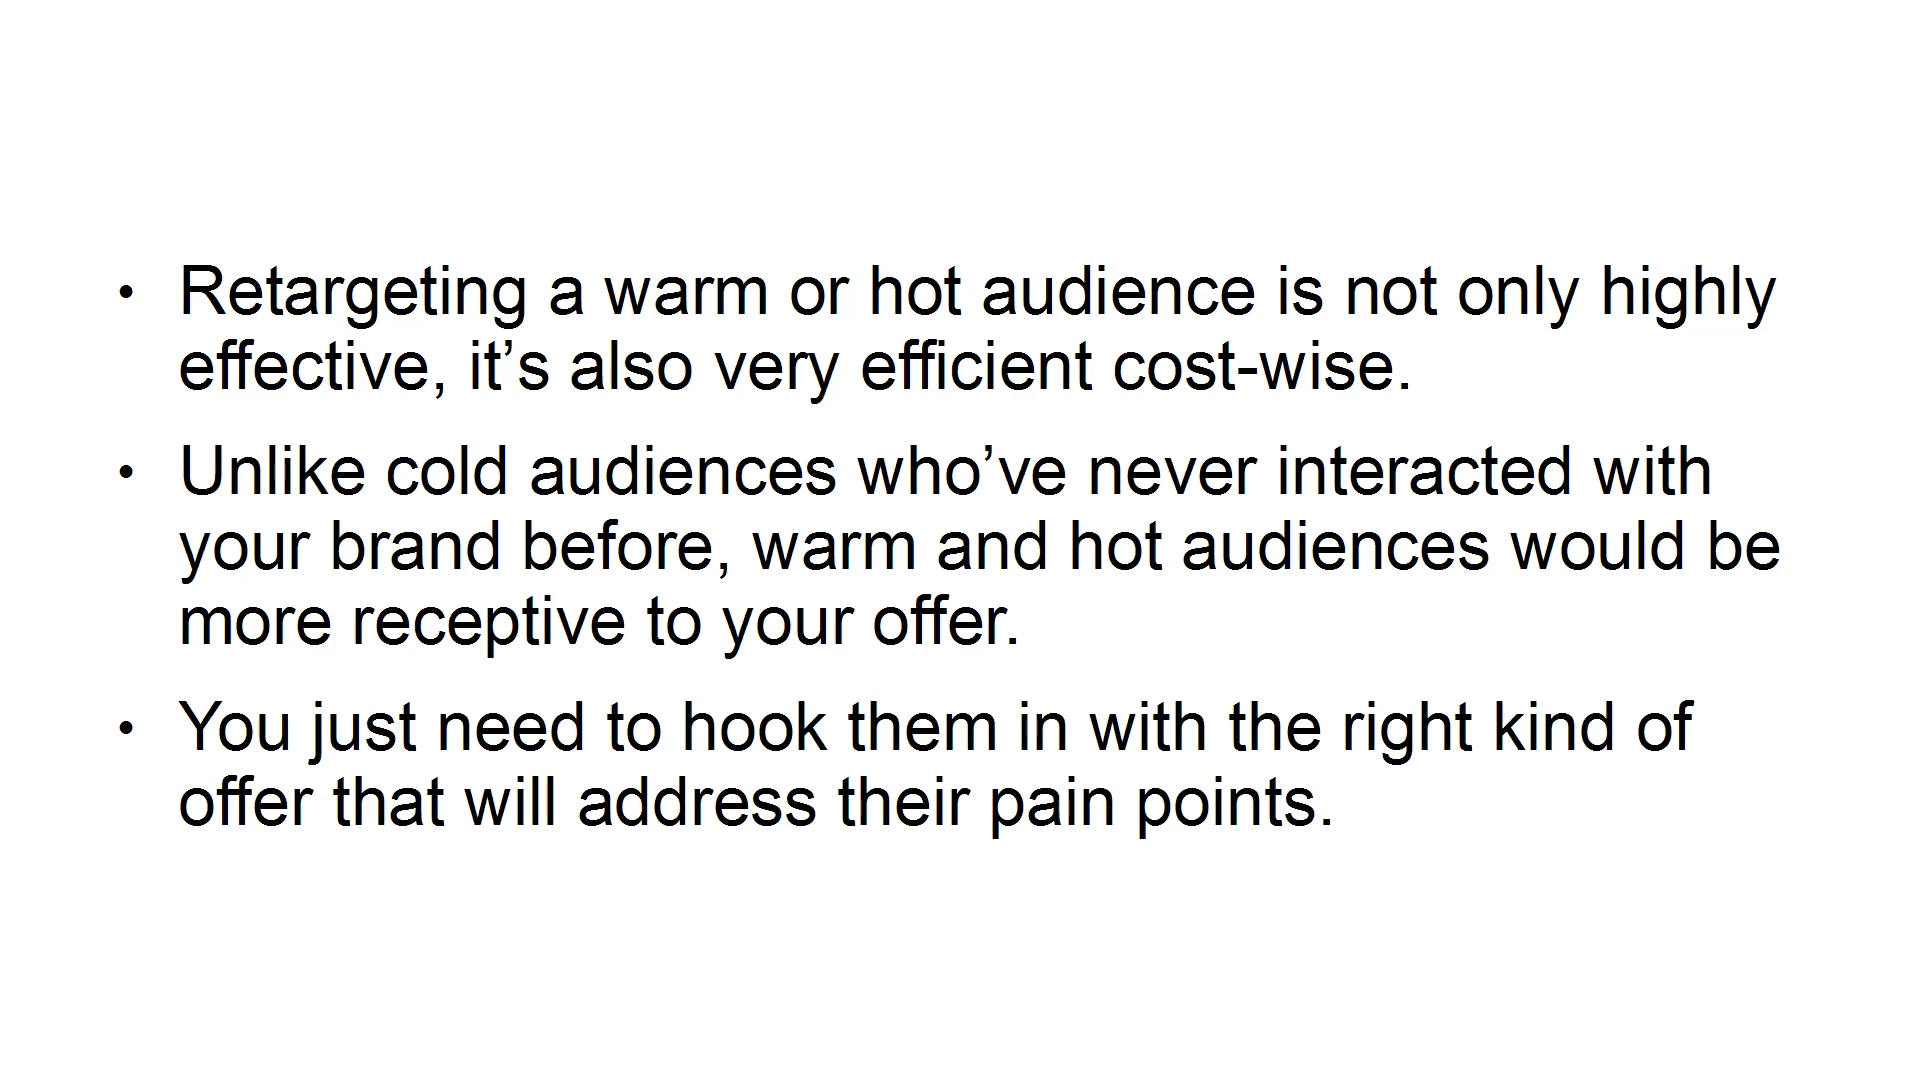 • Retargeting a warm or hot audience is not only highly
effective, it’s also very efficient cost-wise.
• Unlike cold audiences who’ve never interacted with
your brand before, warm and hot audiences would be
more receptive to your offer.
• You just need to hook them in with the right kind of
offer that will address their pain points.